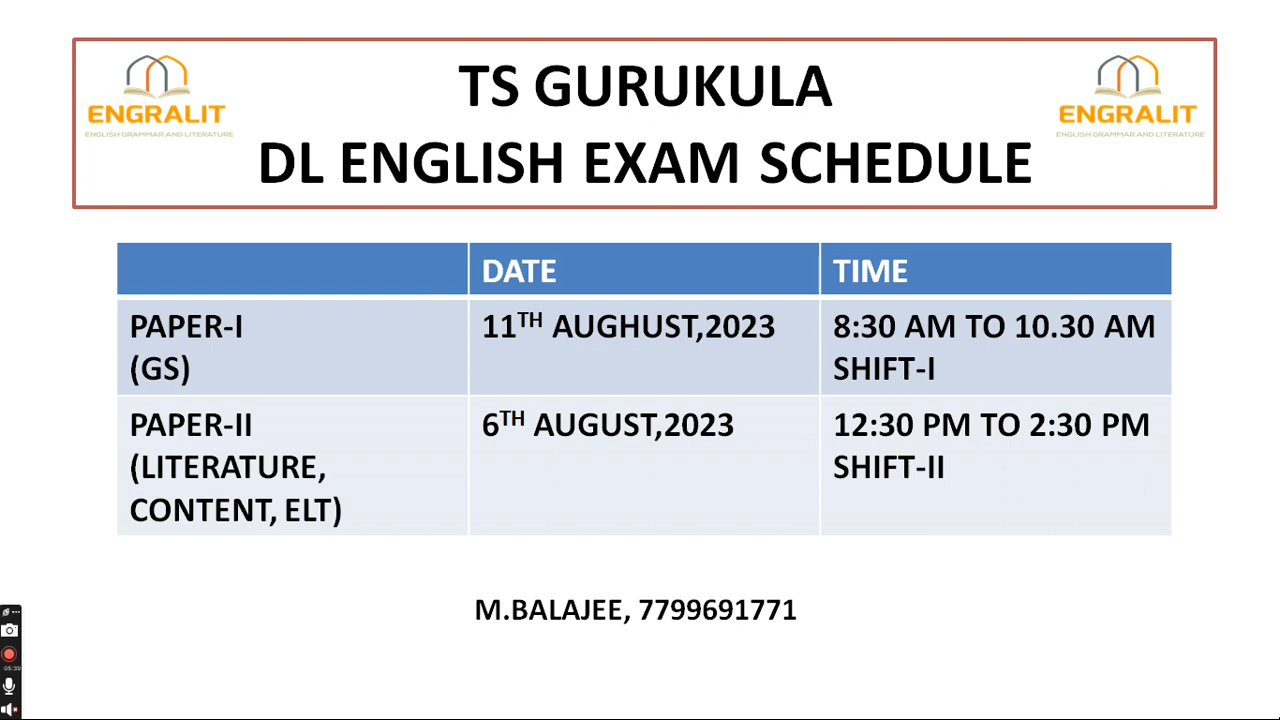 ENGRALIT
ENGLISH GRAMMAR AND LITERATURE
TS GURUKULA
DL ENGLISH EXAM SCHEDULE
ENGRALIT
ENGLISH GRAMMAR AND LITERATURE
DATE
TIME
PAPER-I
(GS)
11TH AUGHUST,2023
8:30 AM TO 10.30 AM
SHIFT-I
PAPER-II
(LITERATURE,
CONTENT, ELT)
6TH AUGUST,2023
12:30 PM TO 2:30 PM
SHIFT-II
M.BALAJEE, 7799691771
05:39